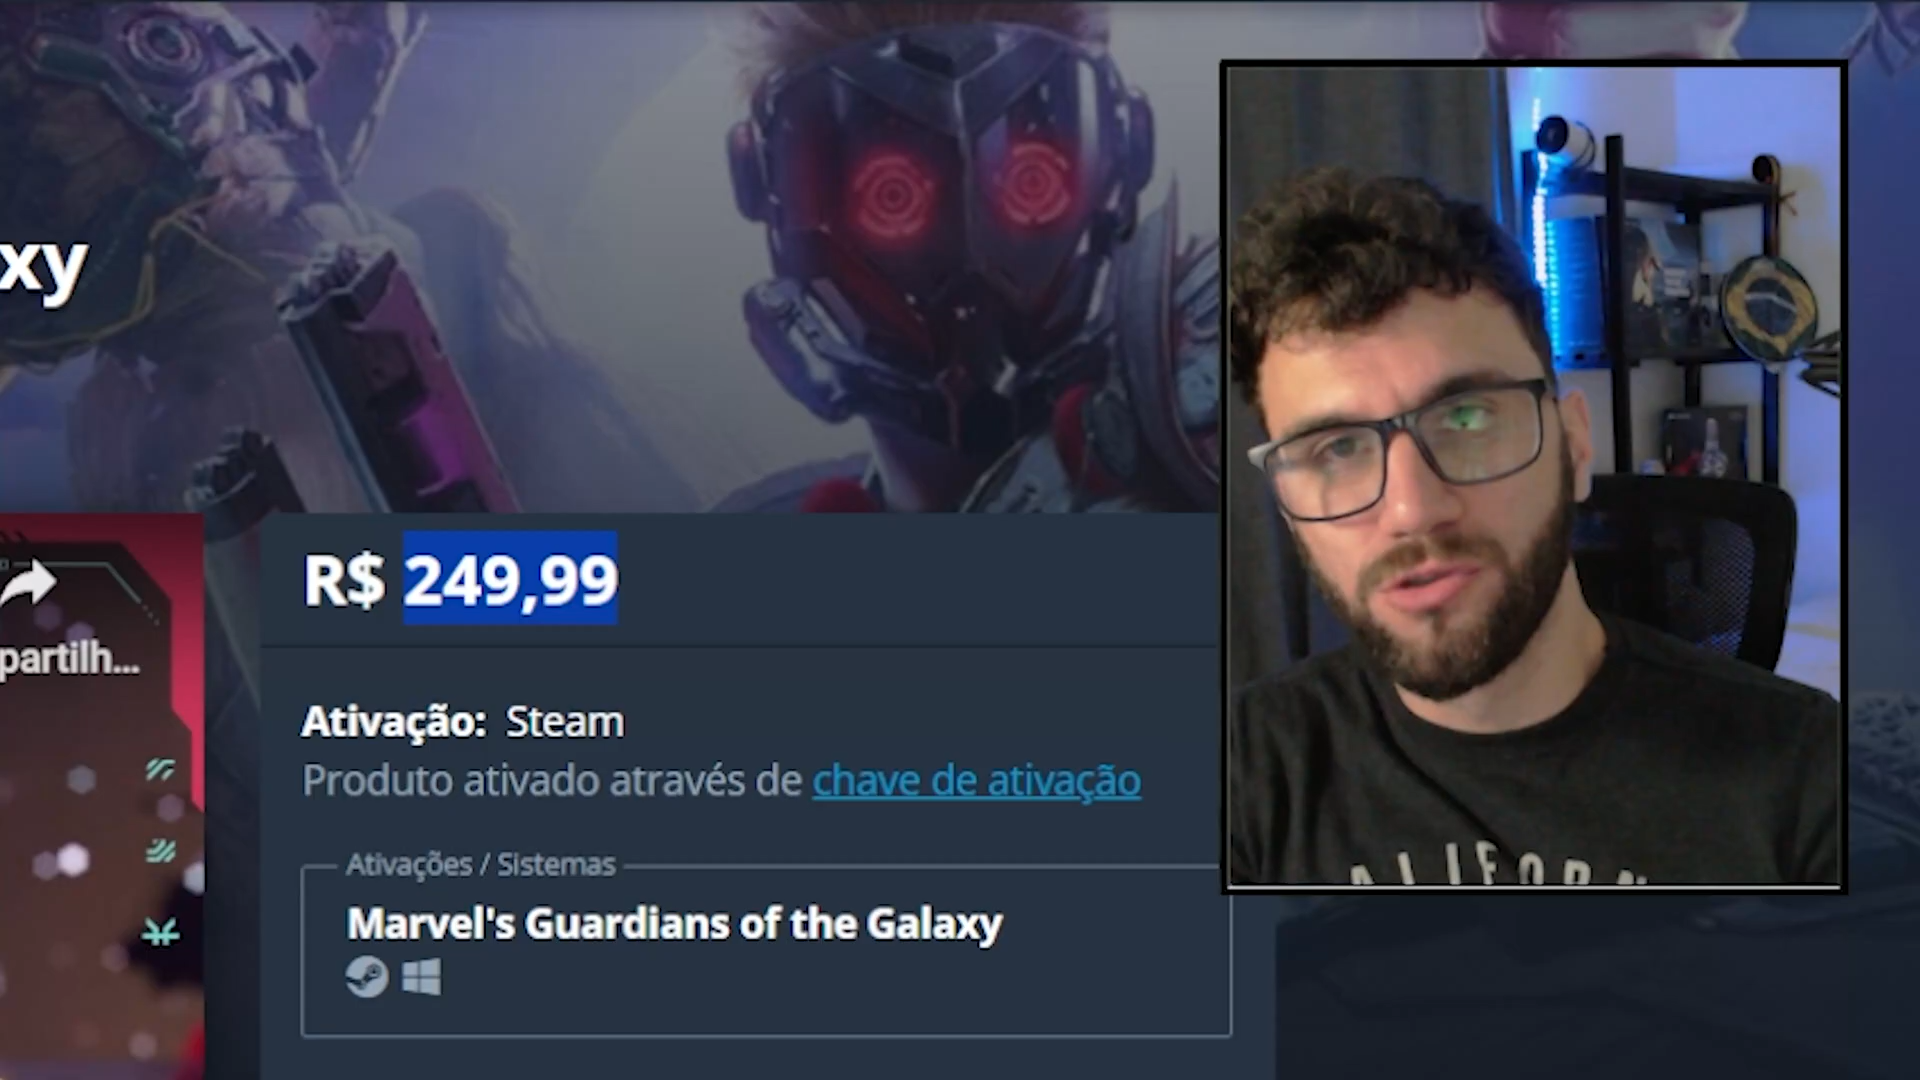 xy
R$ 249,99
partilh...
Ativação: Steam
Produto ativado através de chave de ativação
Ativações / Sistemas
Marvel's Guardians of the Galaxy
ALIFORN